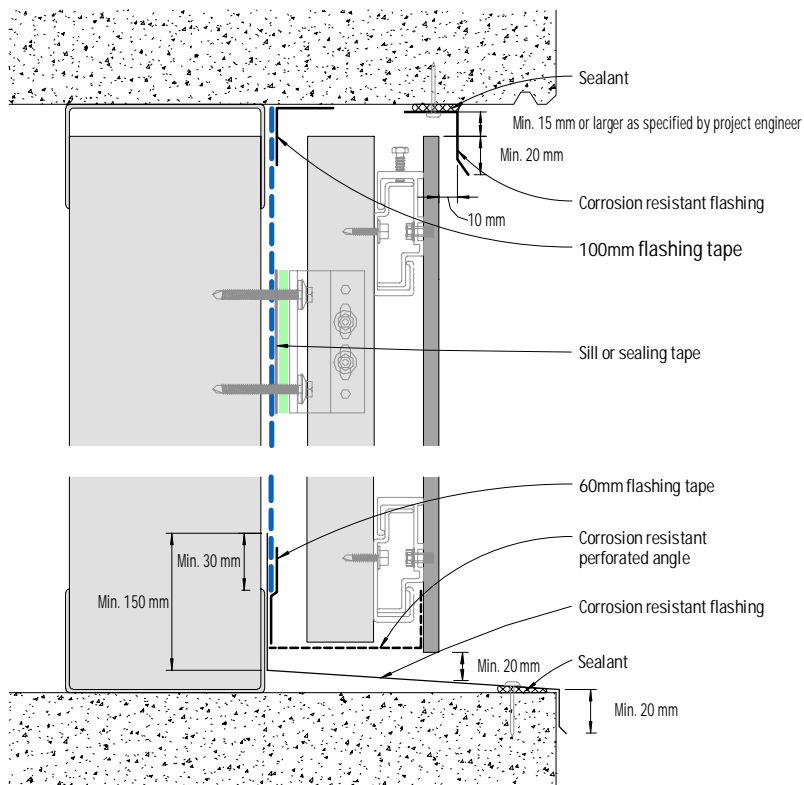 Sealant
Min. 15 mm or larger as specified by project engineer
Min. 20 mm
Corrosion resistant flashing
10 mm
100mm flashing tape
Sill or sealing tape
60mm flashing tape
Corrosion resistant
perforated angle
Min. 30 mm
Min. 150 mm
Corrosion resistant flashing
Min. 20 mm
Sealant
Min. 20 mm